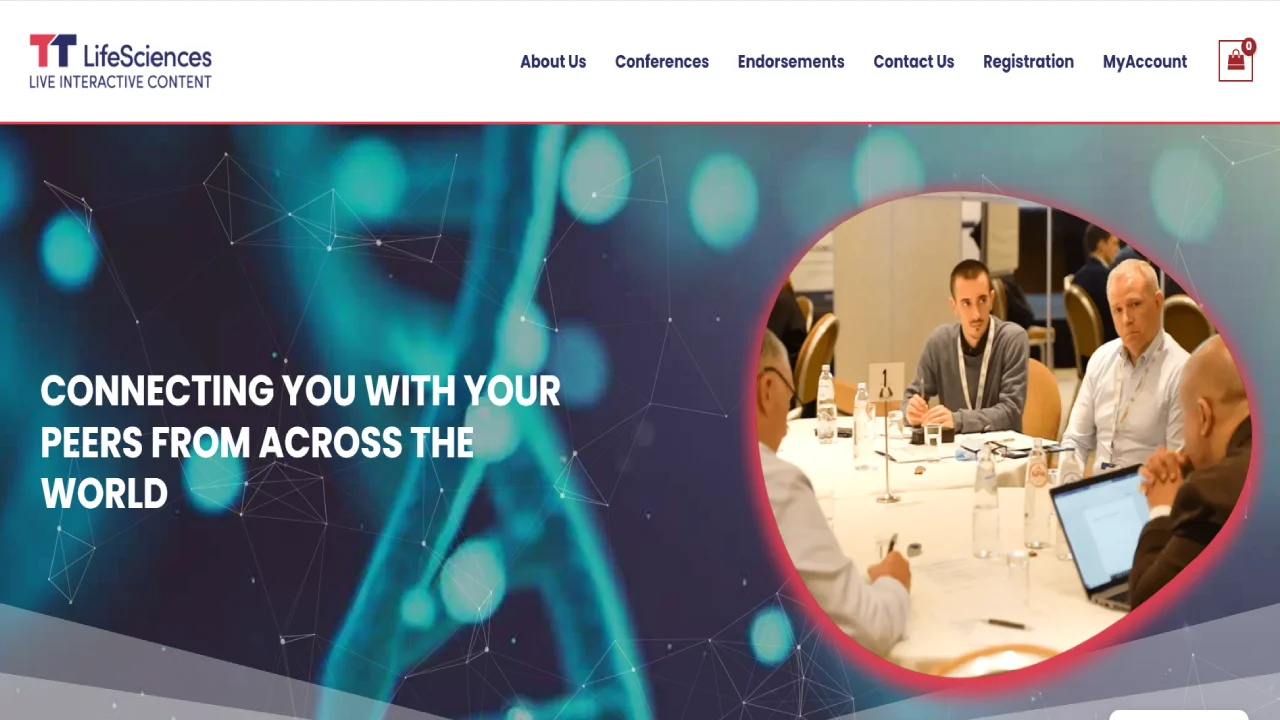 TT LifeSciences
LIVE INTERACTIVE CONTENT
About Us Conferences Endorsements Contact Us Registration MyAccount
0
CONNECTING YOU WITH YOUR
PEERS FROM ACROSS THE
WORLD
1